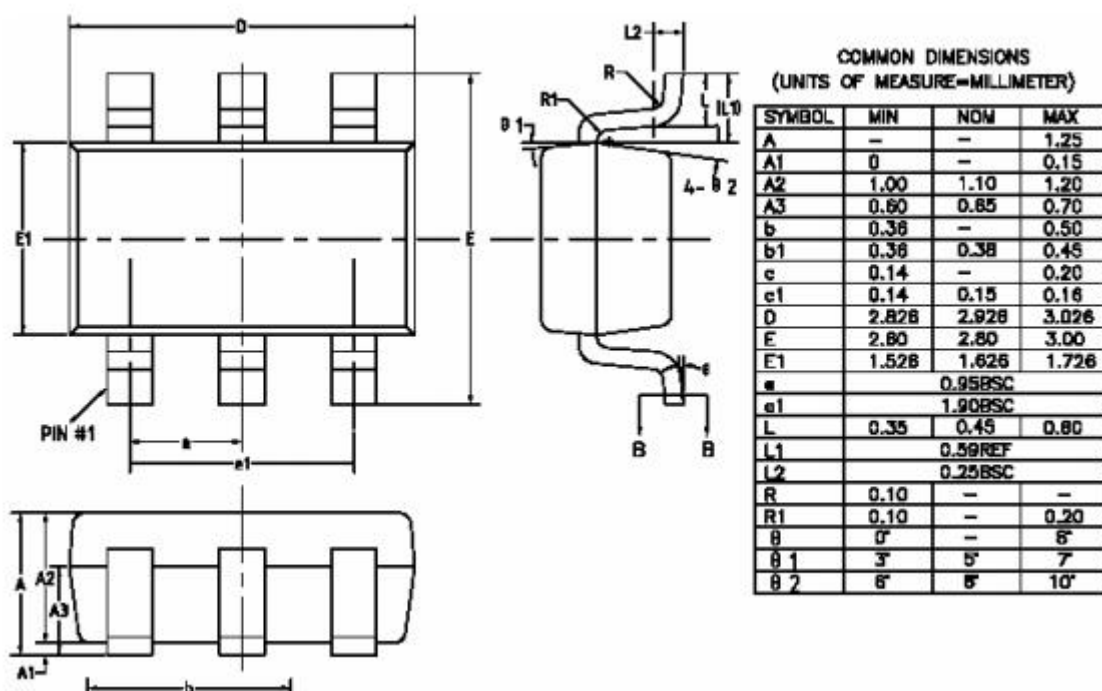 D
E1
E
PIN #1
e
e1
L2
R
R1
L
(L1)
θ 1
4- θ 2
θ
B B
A
A2
A3
A1
b
COMMON DIMENSIONS
(UNITS OF MEASURE=MILLIMETER)
SYMBOL MIN NOM MAX
A - - 1.25
A1 0 - 0.15
A2 1.00 1.10 1.20
A3 0.60 0.65 0.70
b 0.36 - 0.50
b1 0.36 0.38 0.45
c 0.14 - 0.20
c1 0.14 0.15 0.16
D 2.826 2.926 3.026
E 2.60 2.80 3.00
E1 1.526 1.626 1.726
e 0.95BSC
e1 1.90BSC
L 0.35 0.45 0.60
L1 0.59REF
L2 0.25BSC
R 0.10 - -
R1 0.10 - 0.20
θ 0° - 8°
θ 1 3° 5° 7°
θ 2 6° 8° 10°